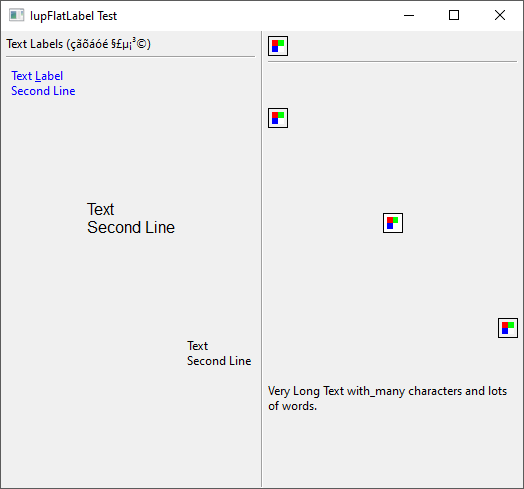 IupFlatLabel Test
Text Labels (çãõáóé §£µ¡³©)
Text Label
Second Line
Text
Second Line
Text
Second Line
Very Long Text with_many characters and lots
of words.